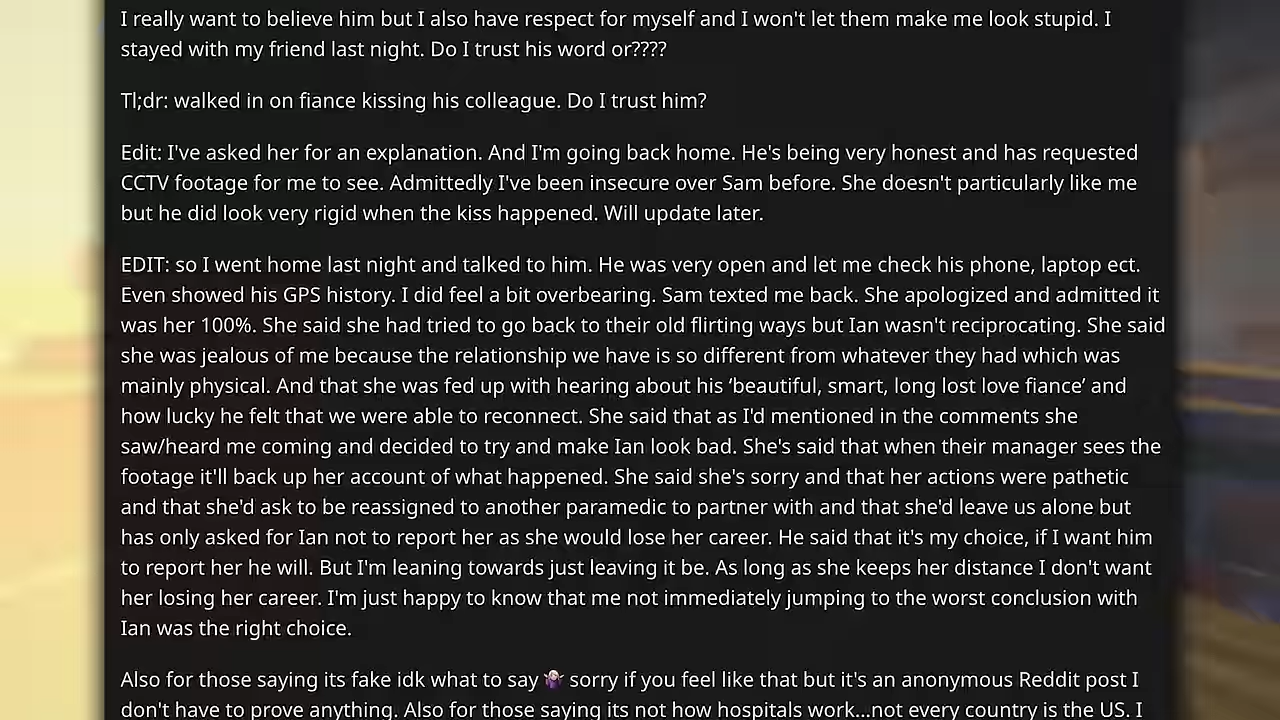 I really want to believe him but I also have respect for myself and I won't let them make me look stupid. I
stayed with my friend last night. Do I trust his word or????
Tl;dr: walked in on fiance kissing his colleague. Do I trust him?
Edit: I've asked her for an explanation. And I'm going back home. He's being very honest and has requested
CCTV footage for me to see. Admittedly I've been insecure over Sam before. She doesn't particularly like me
but he did look very rigid when the kiss happened. Will update later.
EDIT: so I went home last night and talked to him. He was very open and let me check his phone, laptop ect.
Even showed his GPS history. I did feel a bit overbearing. Sam texted me back. She apologized and admitted it
was her 100%. She said she had tried to go back to their old flirting ways but Ian wasn't reciprocating. She said
she was jealous of me because the relationship we have is so different from whatever they had which was
mainly physical. And that she was fed up with hearing about his ‘beautiful, smart, long lost love fiance’ and
how lucky he felt that we were able to reconnect. She said that as I'd mentioned in the comments she
saw/heard me coming and decided to try and make Ian look bad. She's said that when their manager sees the
footage it'll back up her account of what happened. She said she's sorry and that her actions were pathetic
and that she'd ask to be reassigned to another paramedic to partner with and that she'd leave us alone but
has only asked for Ian not to report her as she would lose her career. He said that it's my choice, if I want him
to report her he will. But I'm leaning towards just leaving it be. As long as she keeps her distance I don't want
her losing her career. I'm just happy to know that me not immediately jumping to the worst conclusion with
Ian was the right choice.
Also for those saying its fake idk what to say 🤷🏼‍♀️ sorry if you feel like that but it's an anonymous Reddit post I
don't have to prove anything. Also for those saying its not how hospitals work...not every country is the US. I